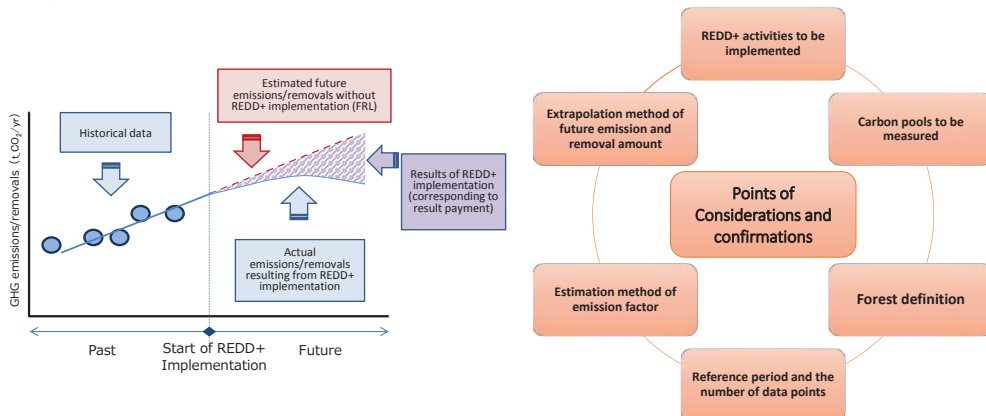 GHG emissions/removals (t CO₂/yr)
Historical data
Estimated future
emissions/removals without
REDD+ implementation (FRL)
Results of REDD+
implementation
(corresponding to
result payment)
Actual
emissions/removals
resulting from REDD+
implementation
Past
Start of REDD+
Implementation
Future
REDD+ activities to be
implemented
Extrapolation method of
future emission and
removal amount
Carbon pools to be
measured
Points of
Considerations and
confirmations
Estimation method of
emission factor
Forest definition
Reference period and the
number of data points